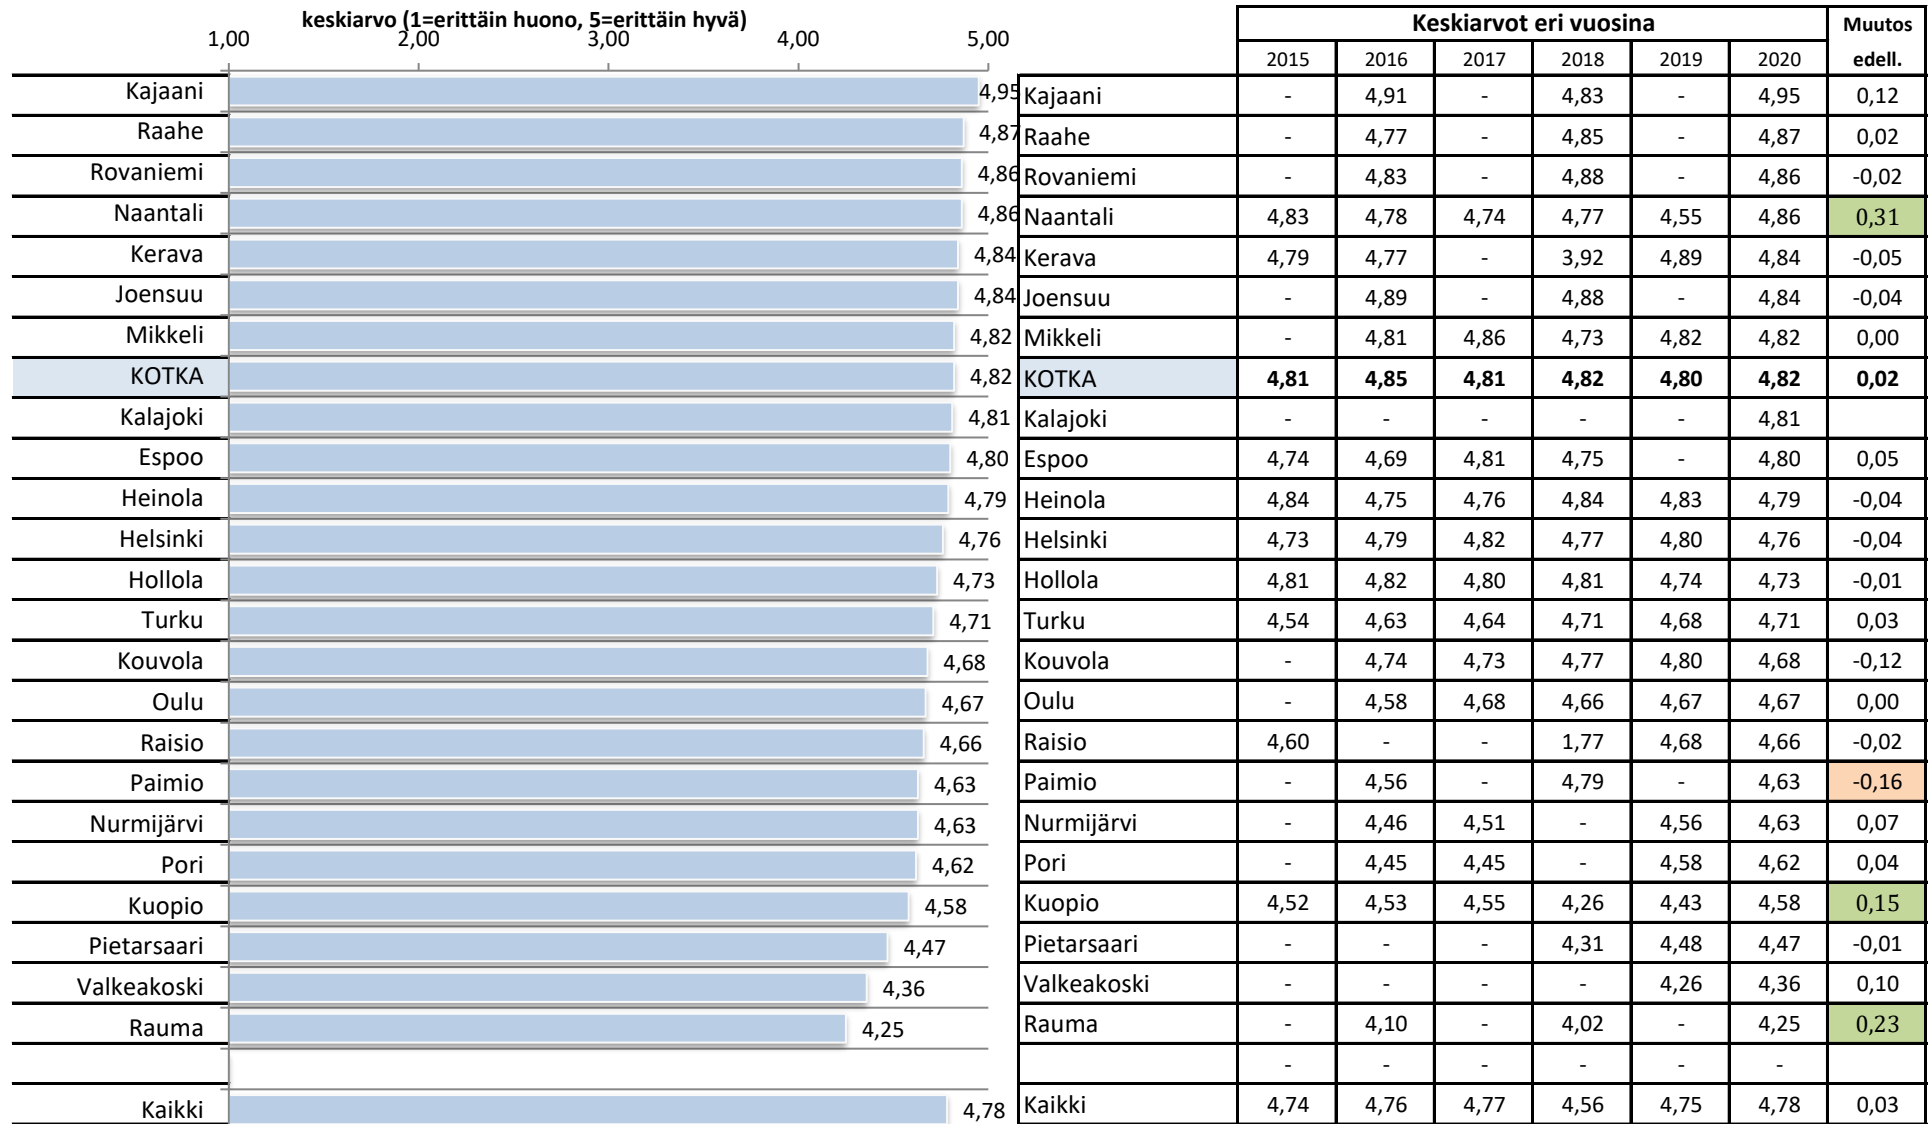 keskiarvo (1=erittäin huono, 5=erittäin hyvä)
1,00 2,00 3,00 4,00 5,00
Kajaani 4,95
Raahe 4,87
Rovaniemi 4,86
Naantali 4,86
Kerava 4,84
Joensuu 4,84
Mikkeli 4,82
KOTKA 4,82
Kalajoki 4,81
Espoo 4,80
Heinola 4,79
Helsinki 4,76
Hollola 4,73
Turku 4,71
Kouvola 4,68
Oulu 4,67
Raisio 4,66
Paimio 4,63
Nurmijärvi 4,63
Pori 4,62
Kuopio 4,58
Pietarsaari 4,47
Valkeakoski 4,36
Rauma 4,25
Kaikki 4,78
Keskiarvot eri vuosina Muutos
2015 2016 2017 2018 2019 2020 edell.
Kajaani - 4,91 - 4,83 - 4,95 0,12
Raahe - 4,77 - 4,85 - 4,87 0,02
Rovaniemi - 4,83 - 4,88 - 4,86 -0,02
Naantali 4,83 4,78 4,74 4,77 4,55 4,86 0,31
Kerava 4,79 4,77 - 3,92 4,89 4,84 -0,05
Joensuu - 4,89 - 4,88 - 4,84 -0,04
Mikkeli - 4,81 4,86 4,73 4,82 4,82 0,00
KOTKA 4,81 4,85 4,81 4,82 4,80 4,82 0,02
Kalajoki - - - - - 4,81
Espoo 4,74 4,69 4,81 4,75 - 4,80 0,05
Heinola 4,84 4,75 4,76 4,84 4,83 4,79 -0,04
Helsinki 4,73 4,79 4,82 4,77 4,80 4,76 -0,04
Hollola 4,81 4,82 4,80 4,81 4,74 4,73 -0,01
Turku 4,54 4,63 4,64 4,71 4,68 4,71 0,03
Kouvola - 4,74 4,73 4,77 4,80 4,68 -0,12
Oulu - 4,58 4,68 4,66 4,67 4,67 0,00
Raisio 4,60 - - 1,77 4,68 4,66 -0,02
Paimio - 4,56 - 4,79 - 4,63 -0,16
Nurmijärvi - 4,46 4,51 - 4,56 4,63 0,07
Pori - 4,45 4,45 - 4,58 4,62 0,04
Kuopio 4,52 4,53 4,55 4,26 4,43 4,58 0,15
Pietarsaari - - - 4,31 4,48 4,47 -0,01
Valkeakoski - - - - 4,26 4,36 0,10
Rauma - 4,10 - 4,02 - 4,25 0,23
- - - - - -
Kaikki 4,74 4,76 4,77 4,56 4,75 4,78 0,03